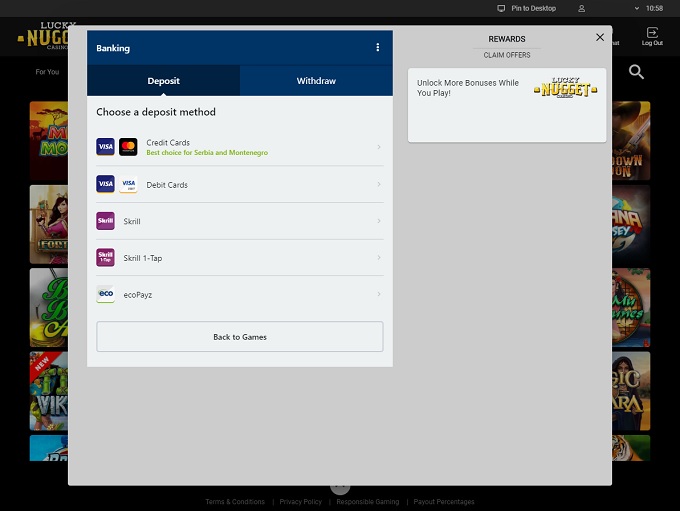 Pin to Desktop
10:58
LUCKY
NUGGET
CASINO
Log Out
For You
Banking
Deposit
Withdraw
Choose a deposit method
VISA
Credit Cards
Best choice for Serbia and Montenegro
VISA
VISA
Debit Cards
Skrill
Skrill
Skrill
1-Tap
Skrill 1-Tap
eco
ecoPayz
Back to Games
REWARDS
CLAIM OFFERS
Unlock More Bonuses While
You Play!
LUCKY
NUGGET
NEW
Terms & Conditions | Privacy Policy | Responsible Gaming | Payout Percentages